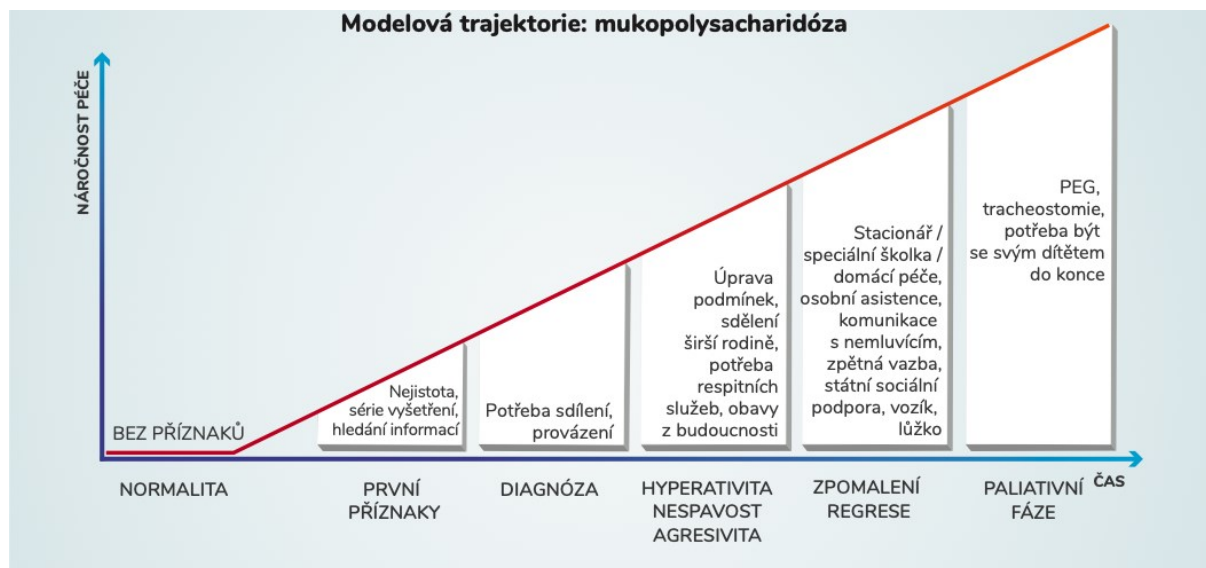 Modelová trajektorie: mukopolysacharidóza
NÁROČNOST PÉČE
BEZ PŘÍZNAKŮ
Nejistota,
série vyšetření,
hledání informací
Potřeba sdílení,
provázení
Úprava
podmínek,
sdělení
širší rodině,
potřeba
respitních
služeb, obavy
z budoucnosti
Stacionář /
speciální školka /
domácí péče,
osobní asistence,
komunikace
s nemluvícím,
zpětná vazba,
státní sociální
podpora, vozík,
lůžko
PEG,
tracheostomie,
potřeba být
se svým dítětem
do konce
NORMALITA
PRVNÍ
PŘÍZNAKY
DIAGNÓZA
HYPERATIVITA
NESPAVOST
AGRESIVITA
ZPOMALENÍ
REGRESE
PALIATIVNÍ
FÁZE
ČAS